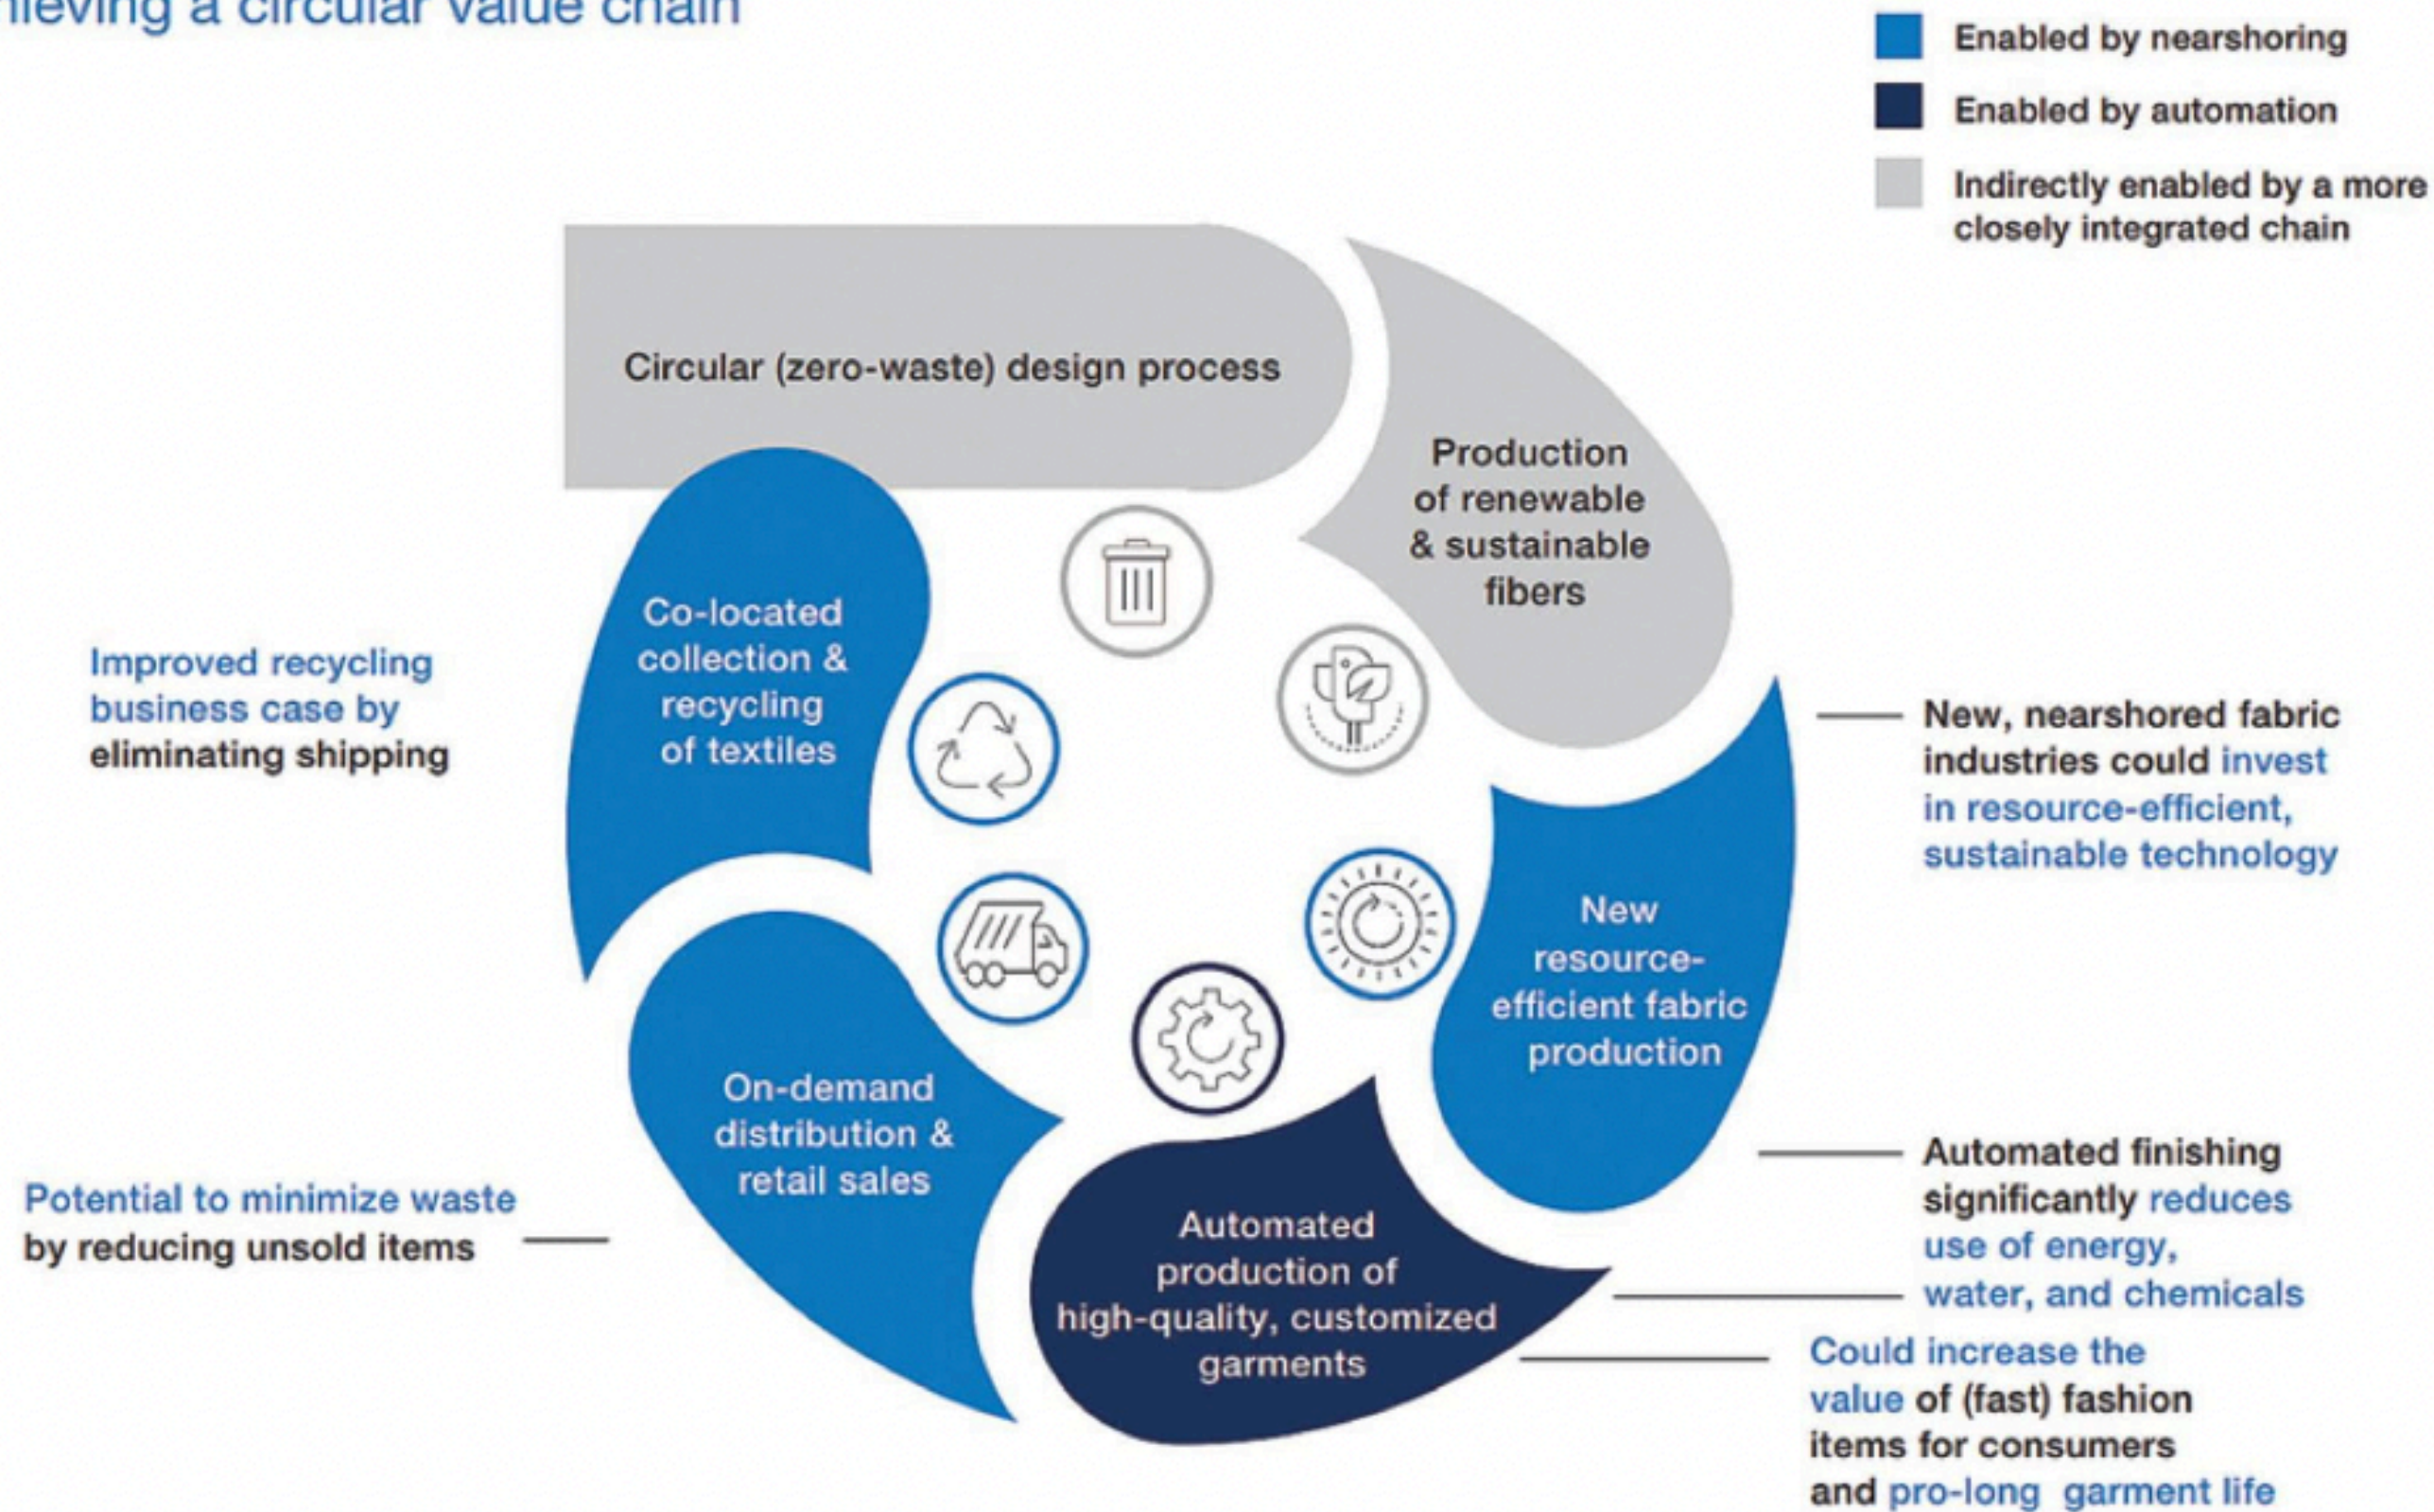 a circular value chain
Enabled by nearshoring
Enabled by automation
Indirectly enabled by a more
closely integrated chain
Circular (zero-waste) design process
Production
of renewable
& sustainable
fibers
Co-located
collection &
recycling
of textiles
Improved recycling
business case by
eliminating shipping
New, nearshored fabric
industries could invest
in resource-efficient,
sustainable technology
New
resource-
efficient fabric
production
On-demand
distribution &
retail sales
Potential to minimize waste
by reducing unsold items
Automated
production of
high-quality, customized
garments
Automated finishing
significantly reduces
use of energy,
water, and chemicals
Could increase the
value of (fast) fashion
items for consumers
and pro-long garment life